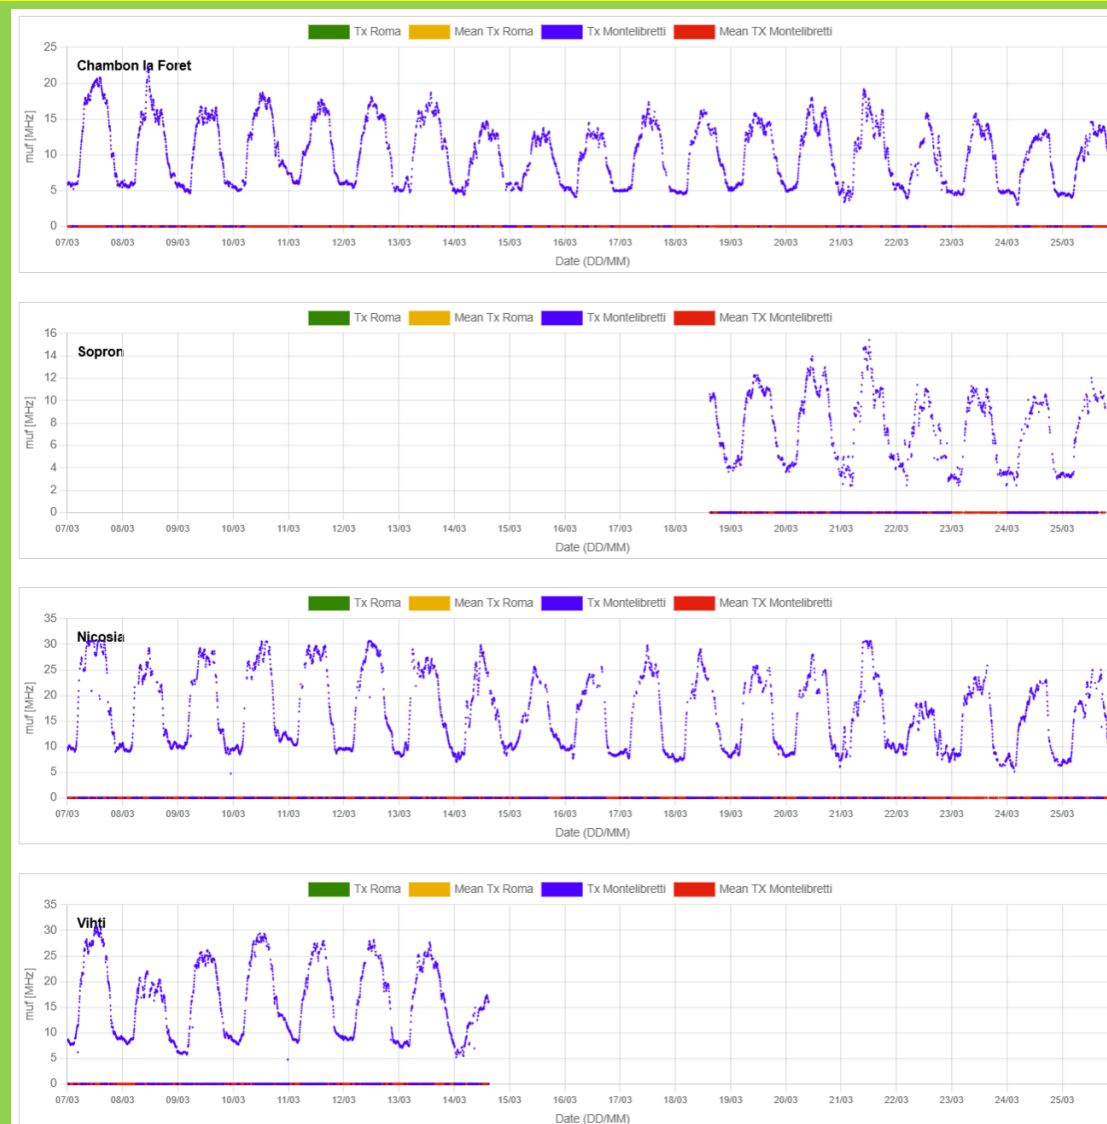 Tx Roma Mean Tx Roma Tx Montelibretti Mean TX Montelibretti
Chambon la Foret
muf [MHz]
25
20
15
10
5
0
07/03 08/03 09/03 10/03 11/03 12/03 13/03 14/03 15/03 16/03 17/03 18/03 19/03 20/03 21/03 22/03 23/03 24/03 25/03
Date (DD/MM)
Tx Roma Mean Tx Roma Tx Montelibretti Mean TX Montelibretti
Sopron
muf [MHz]
16
14
12
10
8
6
4
2
0
07/03 08/03 09/03 10/03 11/03 12/03 13/03 14/03 15/03 16/03 17/03 18/03 19/03 20/03 21/03 22/03 23/03 24/03 25/03
Date (DD/MM)
Tx Roma Mean Tx Roma Tx Montelibretti Mean TX Montelibretti
Nicosia
muf [MHz]
35
30
25
20
15
10
5
0
07/03 08/03 09/03 10/03 11/03 12/03 13/03 14/03 15/03 16/03 17/03 18/03 19/03 20/03 21/03 22/03 23/03 24/03 25/03
Date (DD/MM)
Tx Roma Mean Tx Roma Tx Montelibretti Mean TX Montelibretti
Vihti
muf [MHz]
35
30
25
20
15
10
5
0
07/03 08/03 09/03 10/03 11/03 12/03 13/03 14/03 15/03 16/03 17/03 18/03 19/03 20/03 21/03 22/03 23/03 24/03 25/03
Date (DD/MM)